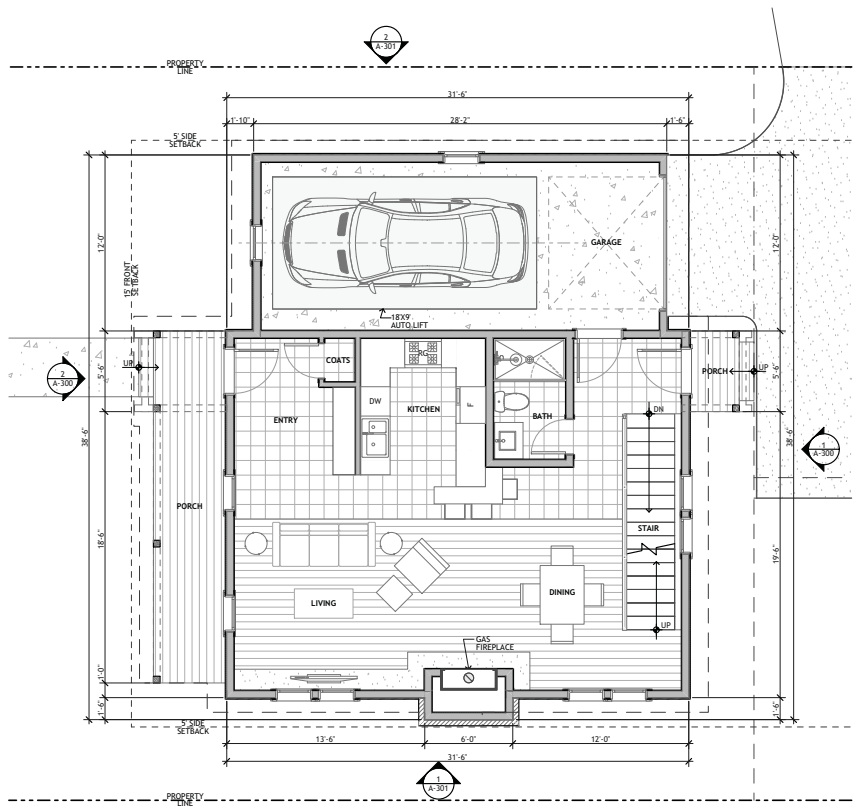 2
A-301
PROPERTY
LINE
31'-6"
1'-10"
28'-2"
1'-6"
5' SIDE
SETBACK
12'-0"
15' FRONT
SETBACK
GARAGE
12'-0"
18'X9'
AUTO LIFT
UP
5'-6"
2
A-300
COATS
RG
DW
KITCHEN
F
BATH
ENTRY
PORCH
UP
5'-6"
DN
38'-6"
38'-6"
1
A-300
PORCH
STAIR
18'-6"
19'-6"
LIVING
DINING
UP
GAS
FIREPLACE
1'-0"
1'-6"
1'-6"
5' SIDE
SETBACK
13'-6"
6'-0"
12'-0"
31'-6"
1
A-301
PROPERTY
LINE